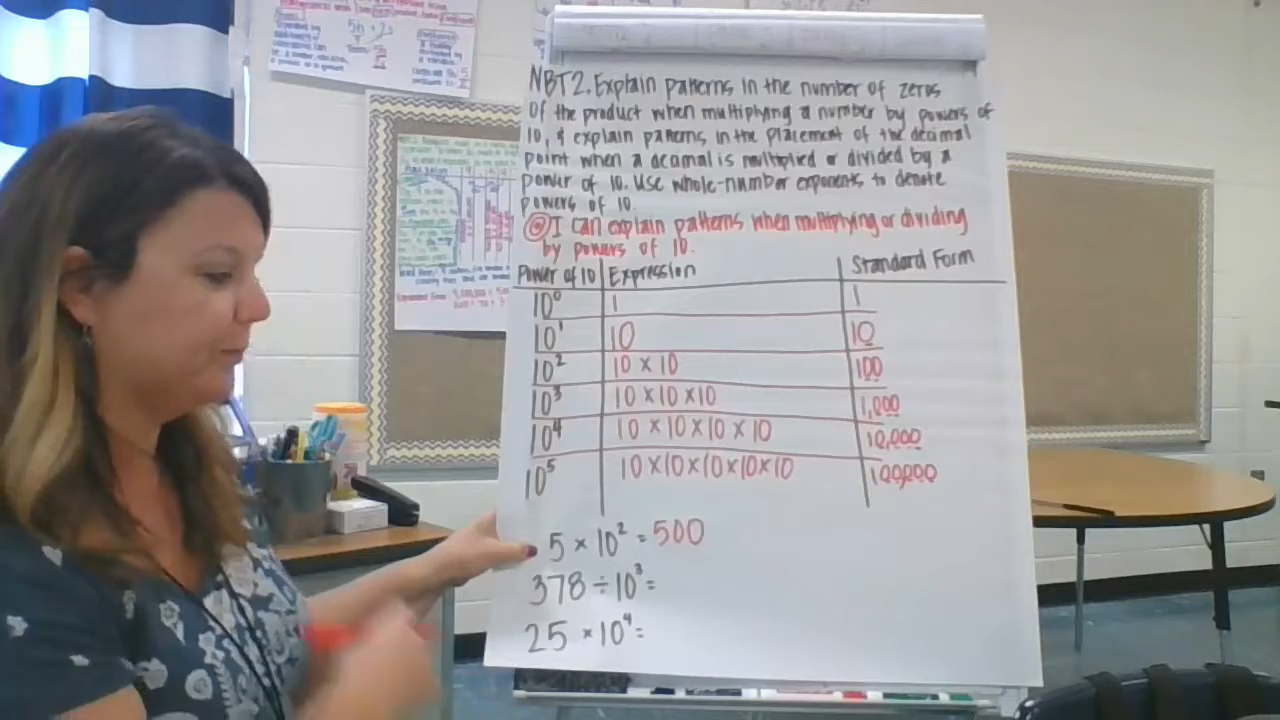 NBT2. Explain patterns in the number of zeros
of the product when multiplying a number by powers of
10, & explain patterns in the placement of the decimal
point when a decimal is multiplied or divided by a
power of 10. Use whole-number exponents to denote
powers of 10.
I can explain patterns when multiplying or dividing
by powers of 10.
Power of 10 Expression Standard Form
10⁰ 1 1
10¹ 10 10
10² 10 × 10 100
10³ 10 × 10 × 10 1,000
10⁴ 10 × 10 × 10 × 10 10,000
10⁵ 10 × 10 × 10 × 10 × 10 100,000
5 × 10² = 500
378 ÷ 10³ =
25 × 10⁴ =